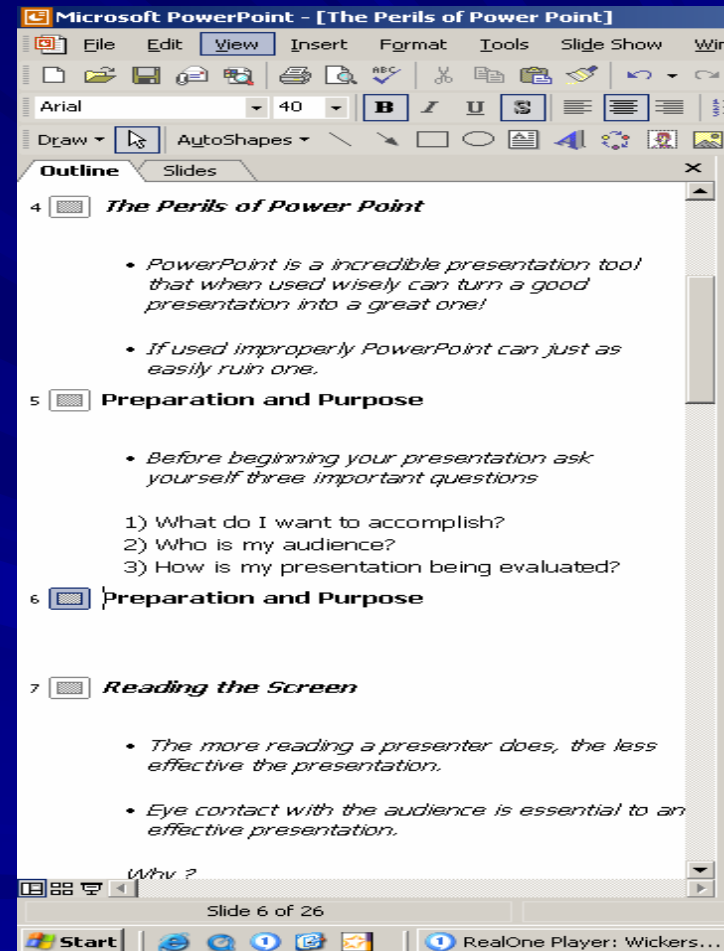 Microsoft PowerPoint - [The Perils of Power Point]
File Edit View Insert Format Tools Slide Show
Arial 40 B I U S
Draw AutoShapes
Outline Slides
4 The Perils of Power Point
• PowerPoint is a incredible presentation tool
that when used wisely can turn a good
presentation into a great one!
• If used improperly PowerPoint can just as
easily ruin one.
5 Preparation and Purpose
• Before beginning your presentation ask
yourself three important questions
1) What do I want to accomplish?
2) Who is my audience?
3) How is my presentation being evaluated?
6 Preparation and Purpose
7 Reading the Screen
• The more reading a presenter does, the less
effective the presentation.
• Eye contact with the audience is essential to an
effective presentation.
Why ?
Slide 6 of 26
Start RealOne Player: Wickers...